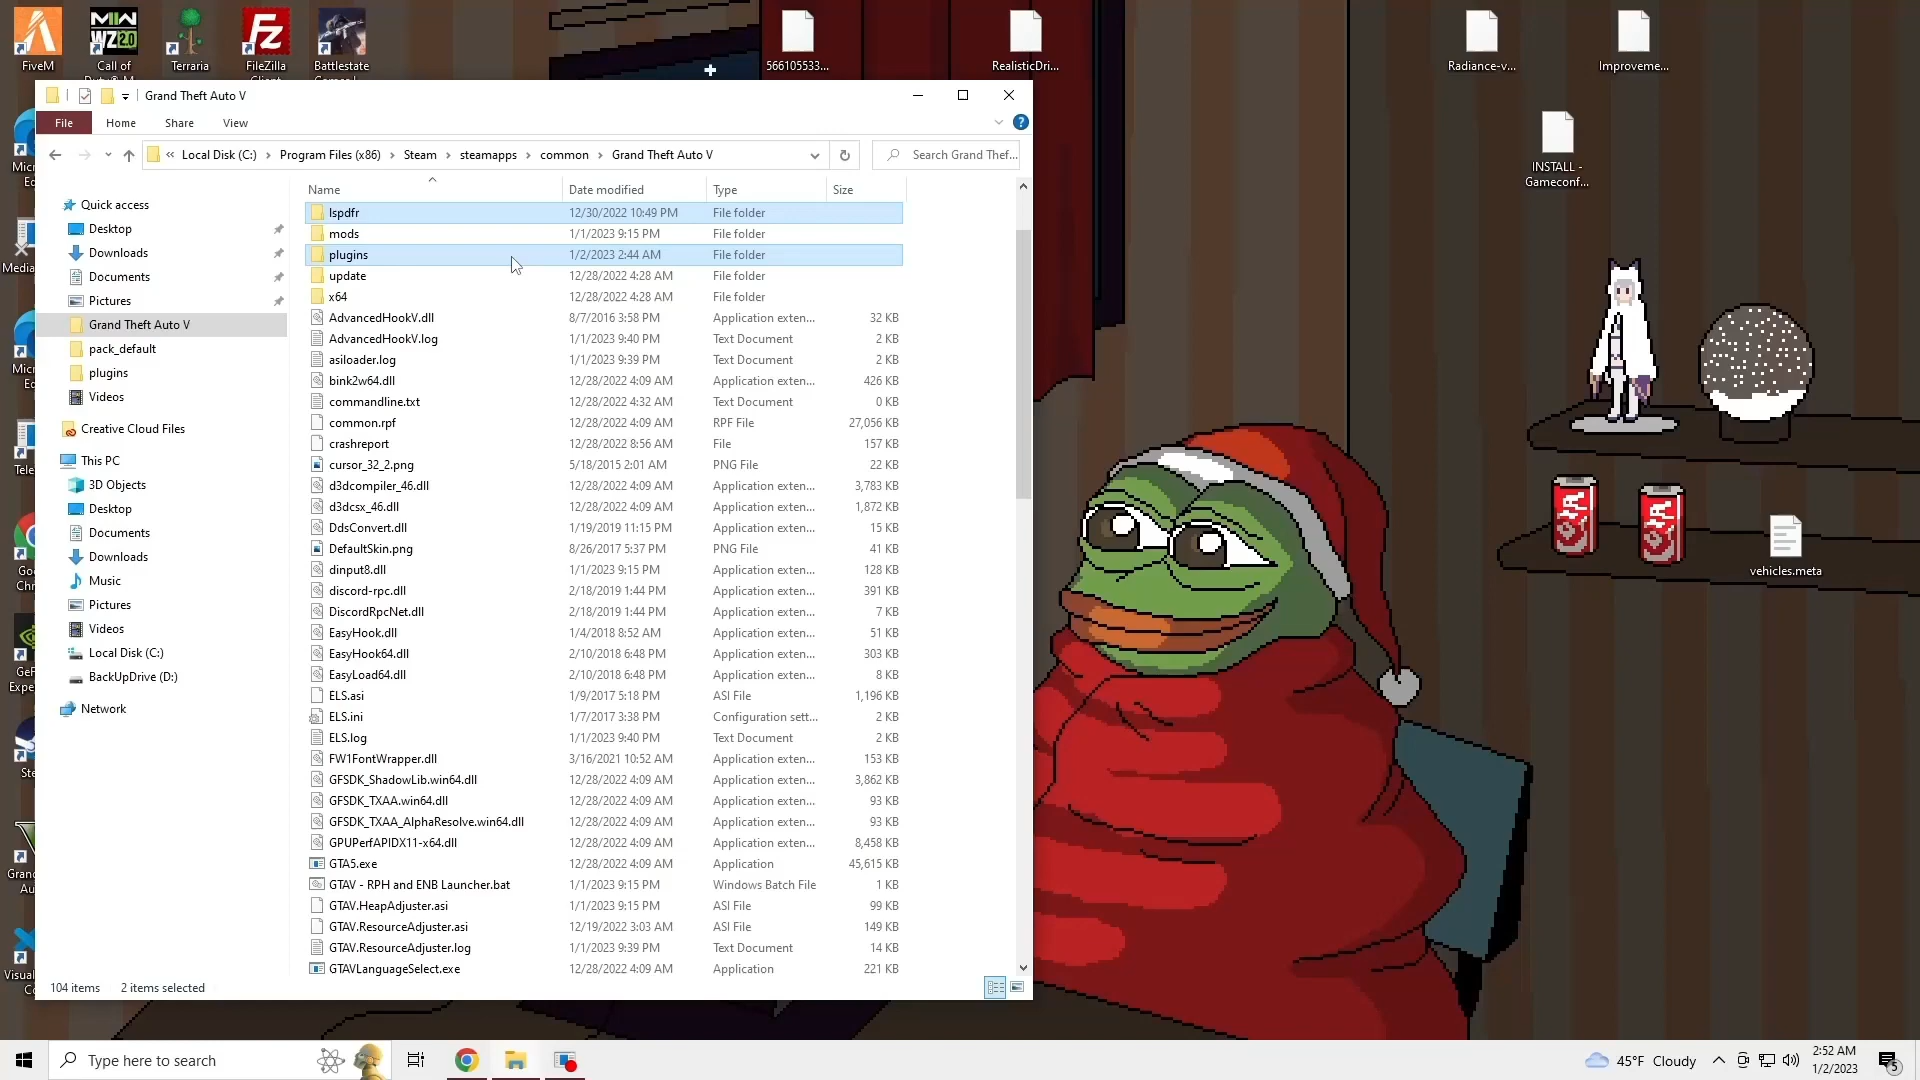 FiveM
Call of
Terraria
FileZilla
Battlestate
566105533...
RealisticDri...
Radiance-v...
Improveme...
INSTALL -
Gameconf...
vehicles.meta
Grand Theft Auto V
File
Home
Share
View
« Local Disk (C:) › Program Files (x86) › Steam › steamapps › common › Grand Theft Auto V
Search Grand Thef...
Quick access
Desktop
Downloads
Documents
Pictures
Grand Theft Auto V
pack_default
plugins
Videos
Creative Cloud Files
This PC
3D Objects
Desktop
Documents
Downloads
Music
Pictures
Videos
Local Disk (C:)
BackUpDrive (D:)
Network
Name Date modified Type Size
lspdfr 12/30/2022 10:49 PM File folder
mods 1/1/2023 9:15 PM File folder
plugins 1/2/2023 2:44 AM File folder
update 12/28/2022 4:28 AM File folder
x64 12/28/2022 4:28 AM File folder
AdvancedHookV.dll 8/7/2016 3:58 PM Application exten... 32 KB
AdvancedHookV.log 1/1/2023 9:40 PM Text Document 2 KB
asiloader.log 1/1/2023 9:39 PM Text Document 2 KB
bink2w64.dll 12/28/2022 4:09 AM Application exten... 426 KB
commandline.txt 12/28/2022 4:32 AM Text Document 0 KB
common.rpf 12/28/2022 4:09 AM RPF File 27,056 KB
crashreport 12/28/2022 8:56 AM File 157 KB
cursor_32_2.png 5/18/2015 2:01 AM PNG File 22 KB
d3dcompiler_46.dll 12/28/2022 4:09 AM Application exten... 3,783 KB
d3dcsx_46.dll 12/28/2022 4:09 AM Application exten... 1,872 KB
DdsConvert.dll 1/19/2019 11:15 PM Application exten... 15 KB
DefaultSkin.png 8/26/2017 5:37 PM PNG File 41 KB
dinput8.dll 1/1/2023 9:15 PM Application exten... 128 KB
discord-rpc.dll 2/18/2019 1:44 PM Application exten... 391 KB
DiscordRpcNet.dll 2/18/2019 1:44 PM Application exten... 7 KB
EasyHook.dll 1/4/2018 8:52 AM Application exten... 51 KB
EasyHook64.dll 2/10/2018 6:48 PM Application exten... 303 KB
EasyLoad64.dll 2/10/2018 6:48 PM Application exten... 8 KB
ELS.asi 1/9/2017 5:18 PM ASI File 1,196 KB
ELS.ini 1/7/2017 3:38 PM Configuration sett... 2 KB
ELS.log 1/1/2023 9:40 PM Text Document 2 KB
FW1FontWrapper.dll 3/16/2021 10:52 AM Application exten... 153 KB
GFSDK_ShadowLib.win64.dll 12/28/2022 4:09 AM Application exten... 3,862 KB
GFSDK_TXAA.win64.dll 12/28/2022 4:09 AM Application exten... 93 KB
GFSDK_TXAA_AlphaResolve.win64.dll 12/28/2022 4:09 AM Application exten... 93 KB
GPUPerfAPIDX11-x64.dll 12/28/2022 4:09 AM Application exten... 8,458 KB
GTA5.exe 12/28/2022 4:09 AM Application 45,615 KB
GTAV - RPH and ENB Launcher.bat 1/1/2023 9:15 PM Windows Batch File 1 KB
GTAV.HeapAdjuster.asi 1/1/2023 9:15 PM ASI File 99 KB
GTAV.ResourceAdjuster.asi 12/19/2022 3:03 AM ASI File 149 KB
GTAV.ResourceAdjuster.log 1/1/2023 9:39 PM Text Document 14 KB
GTAVLanguageSelect.exe 12/28/2022 4:09 AM Application 221 KB
104 items 2 items selected
Type here to search
45°F Cloudy
2:52 AM
1/2/2023
5